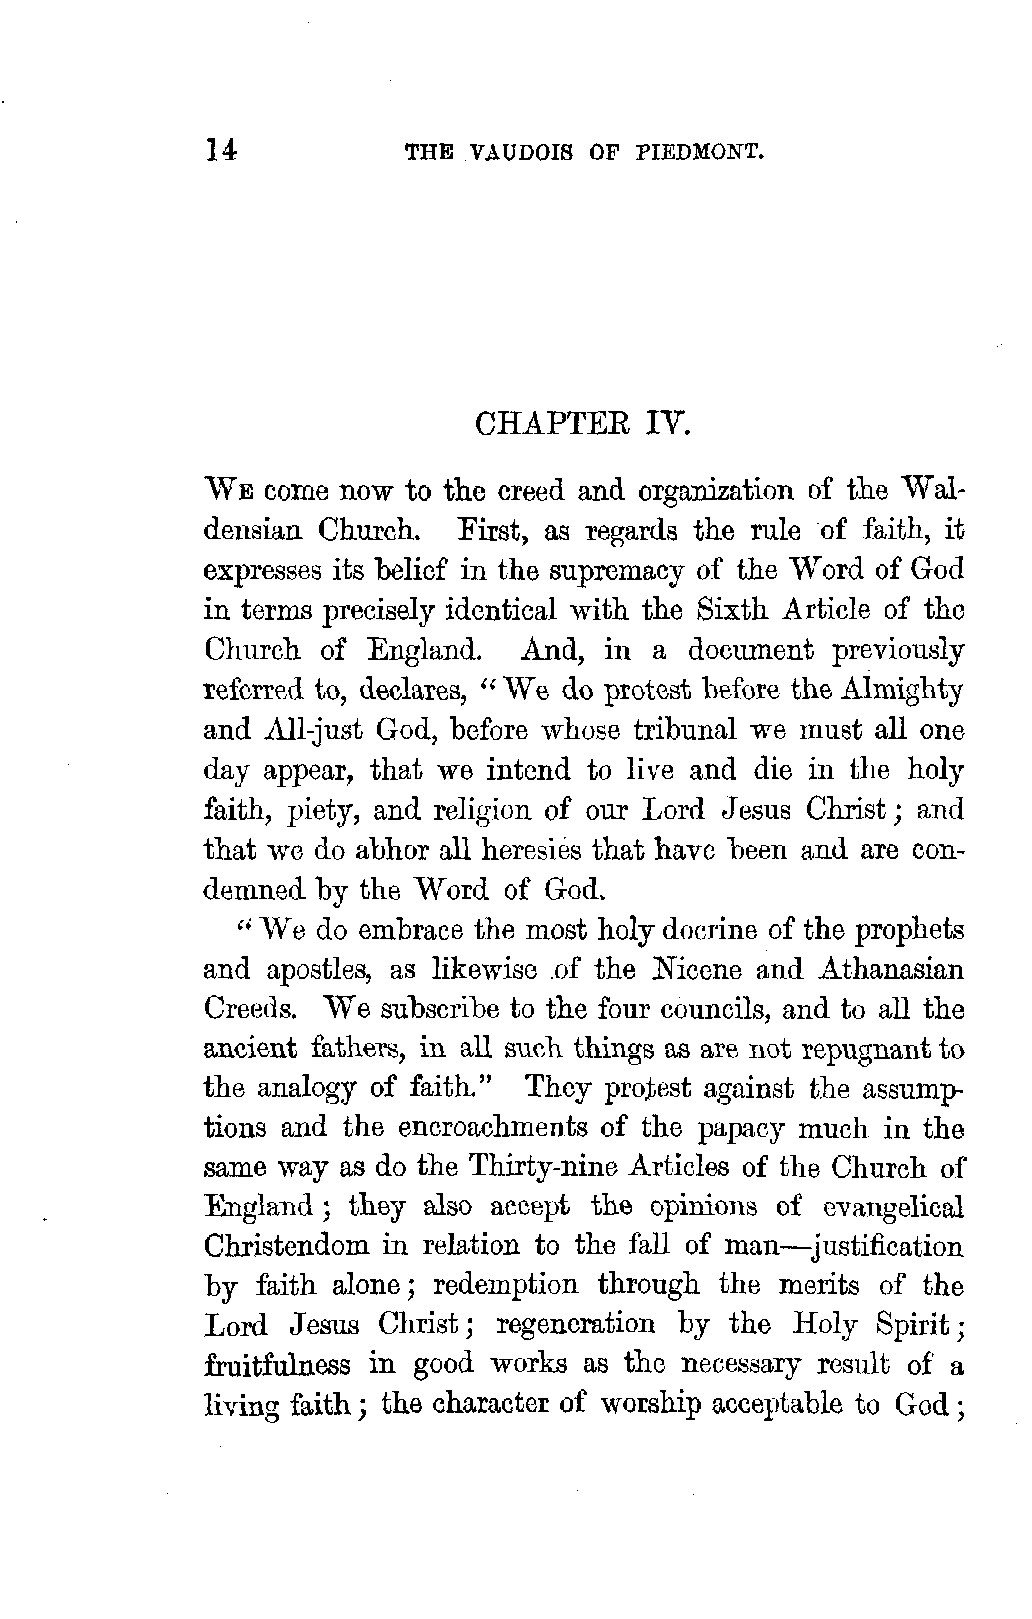 14 THE VAUDOIS OF PIEDMONT.
CHAPTER IV.
WE come now to the creed and organization of the Wal-
densian Church. First, as regards the rule of faith, it
expresses its belief in the supremacy of the Word of God
in terms precisely identical with the Sixth Article of the
Church of England. And, in a document previously
referred to, declares, “We do protest before the Almighty
and All-just God, before whose tribunal we must all one
day appear, that we intend to live and die in the holy
faith, piety, and religion of our Lord Jesus Christ; and
that we do abhor all heresies that have been and are con-
demned by the Word of God.
“We do embrace the most holy docrine of the prophets
and apostles, as likewise of the Nicene and Athanasian
Creeds. We subscribe to the four councils, and to all the
ancient fathers, in all such things as are not repugnant to
the analogy of faith.” They protest against the assump-
tions and the encroachments of the papacy much in the
same way as do the Thirty-nine Articles of the Church of
England; they also accept the opinions of evangelical
Christendom in relation to the fall of man—justification
by faith alone; redemption through the merits of the
Lord Jesus Christ; regeneration by the Holy Spirit;
fruitfulness in good works as the necessary result of a
living faith; the character of worship acceptable to God;